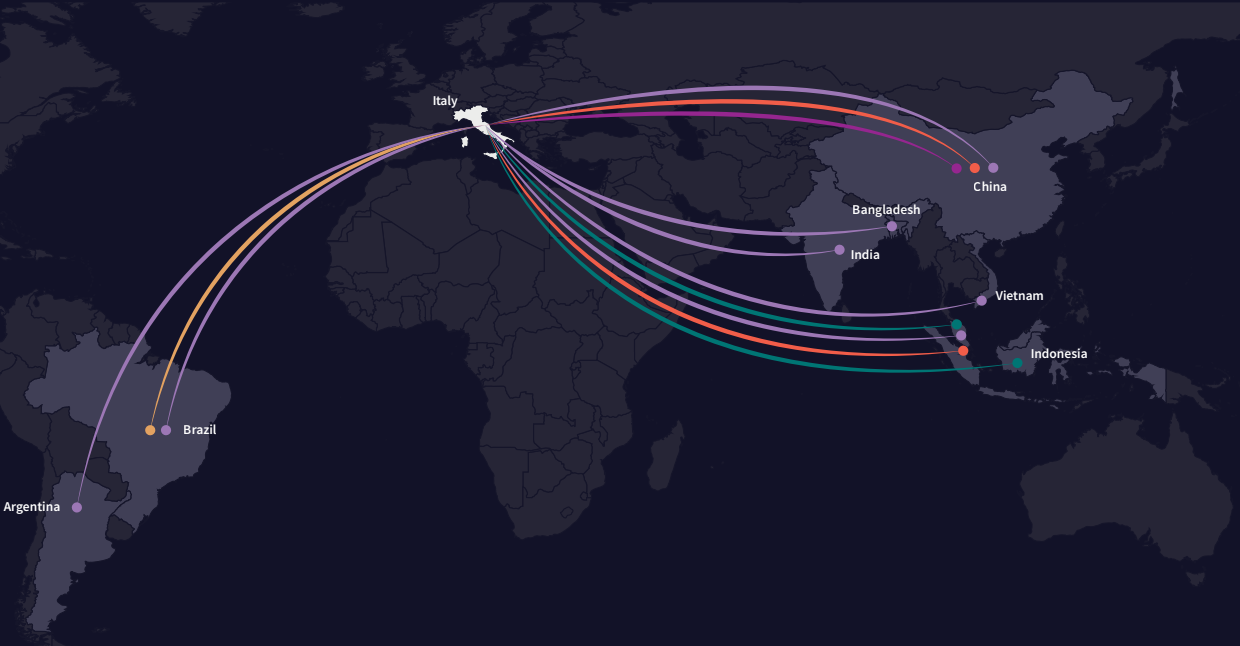 Italy
China
Bangladesh
India
Vietnam
Indonesia
Brazil
Argentina